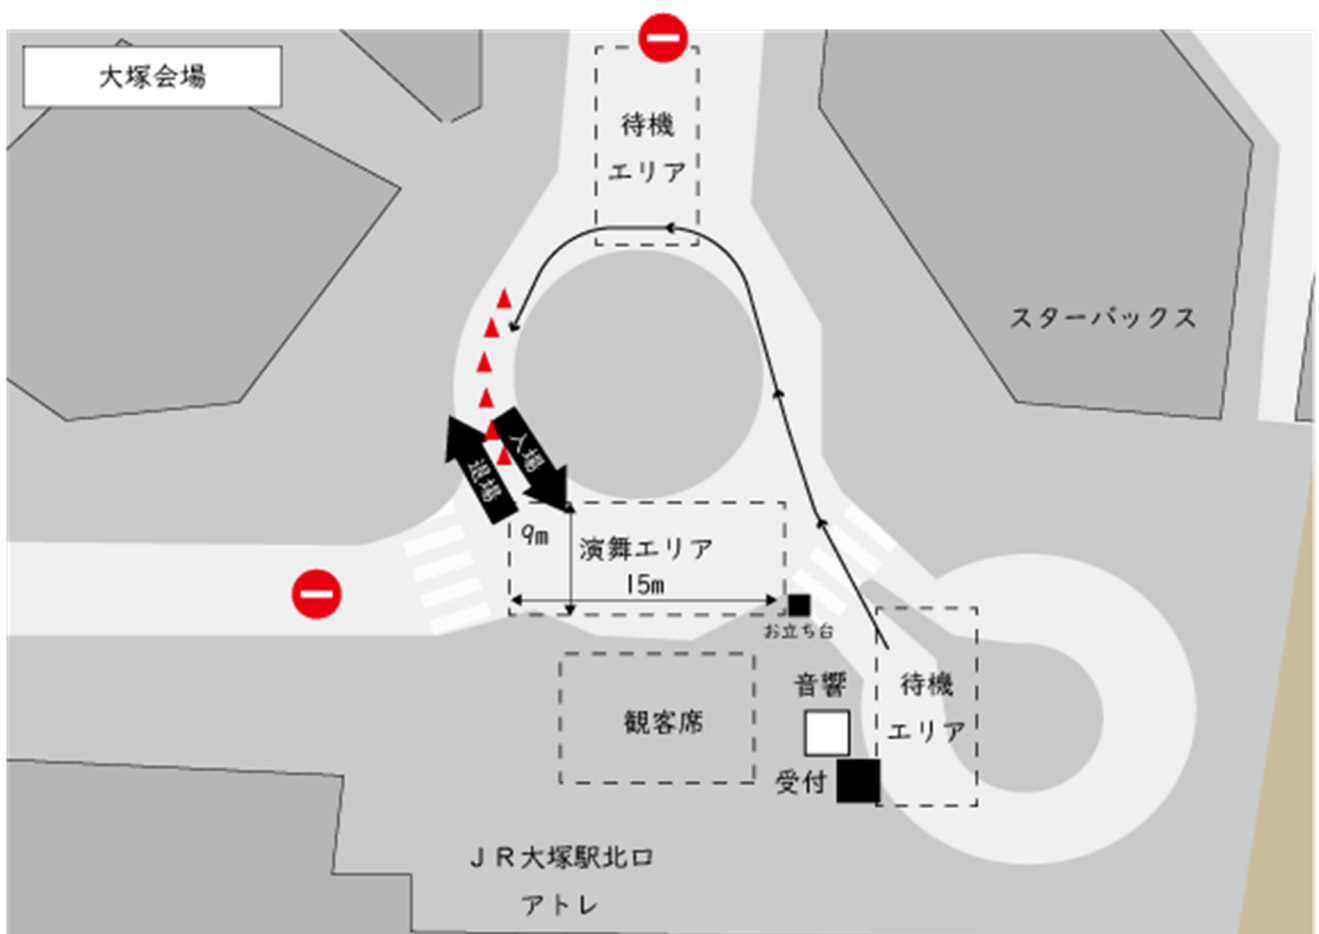 大塚会場
待機
エリア
スターバックス
入場
退場
9m
演舞エリア
15m
お立ち台
音響
待機
エリア
観客席
受付
ＪＲ大塚駅北口
アトレ